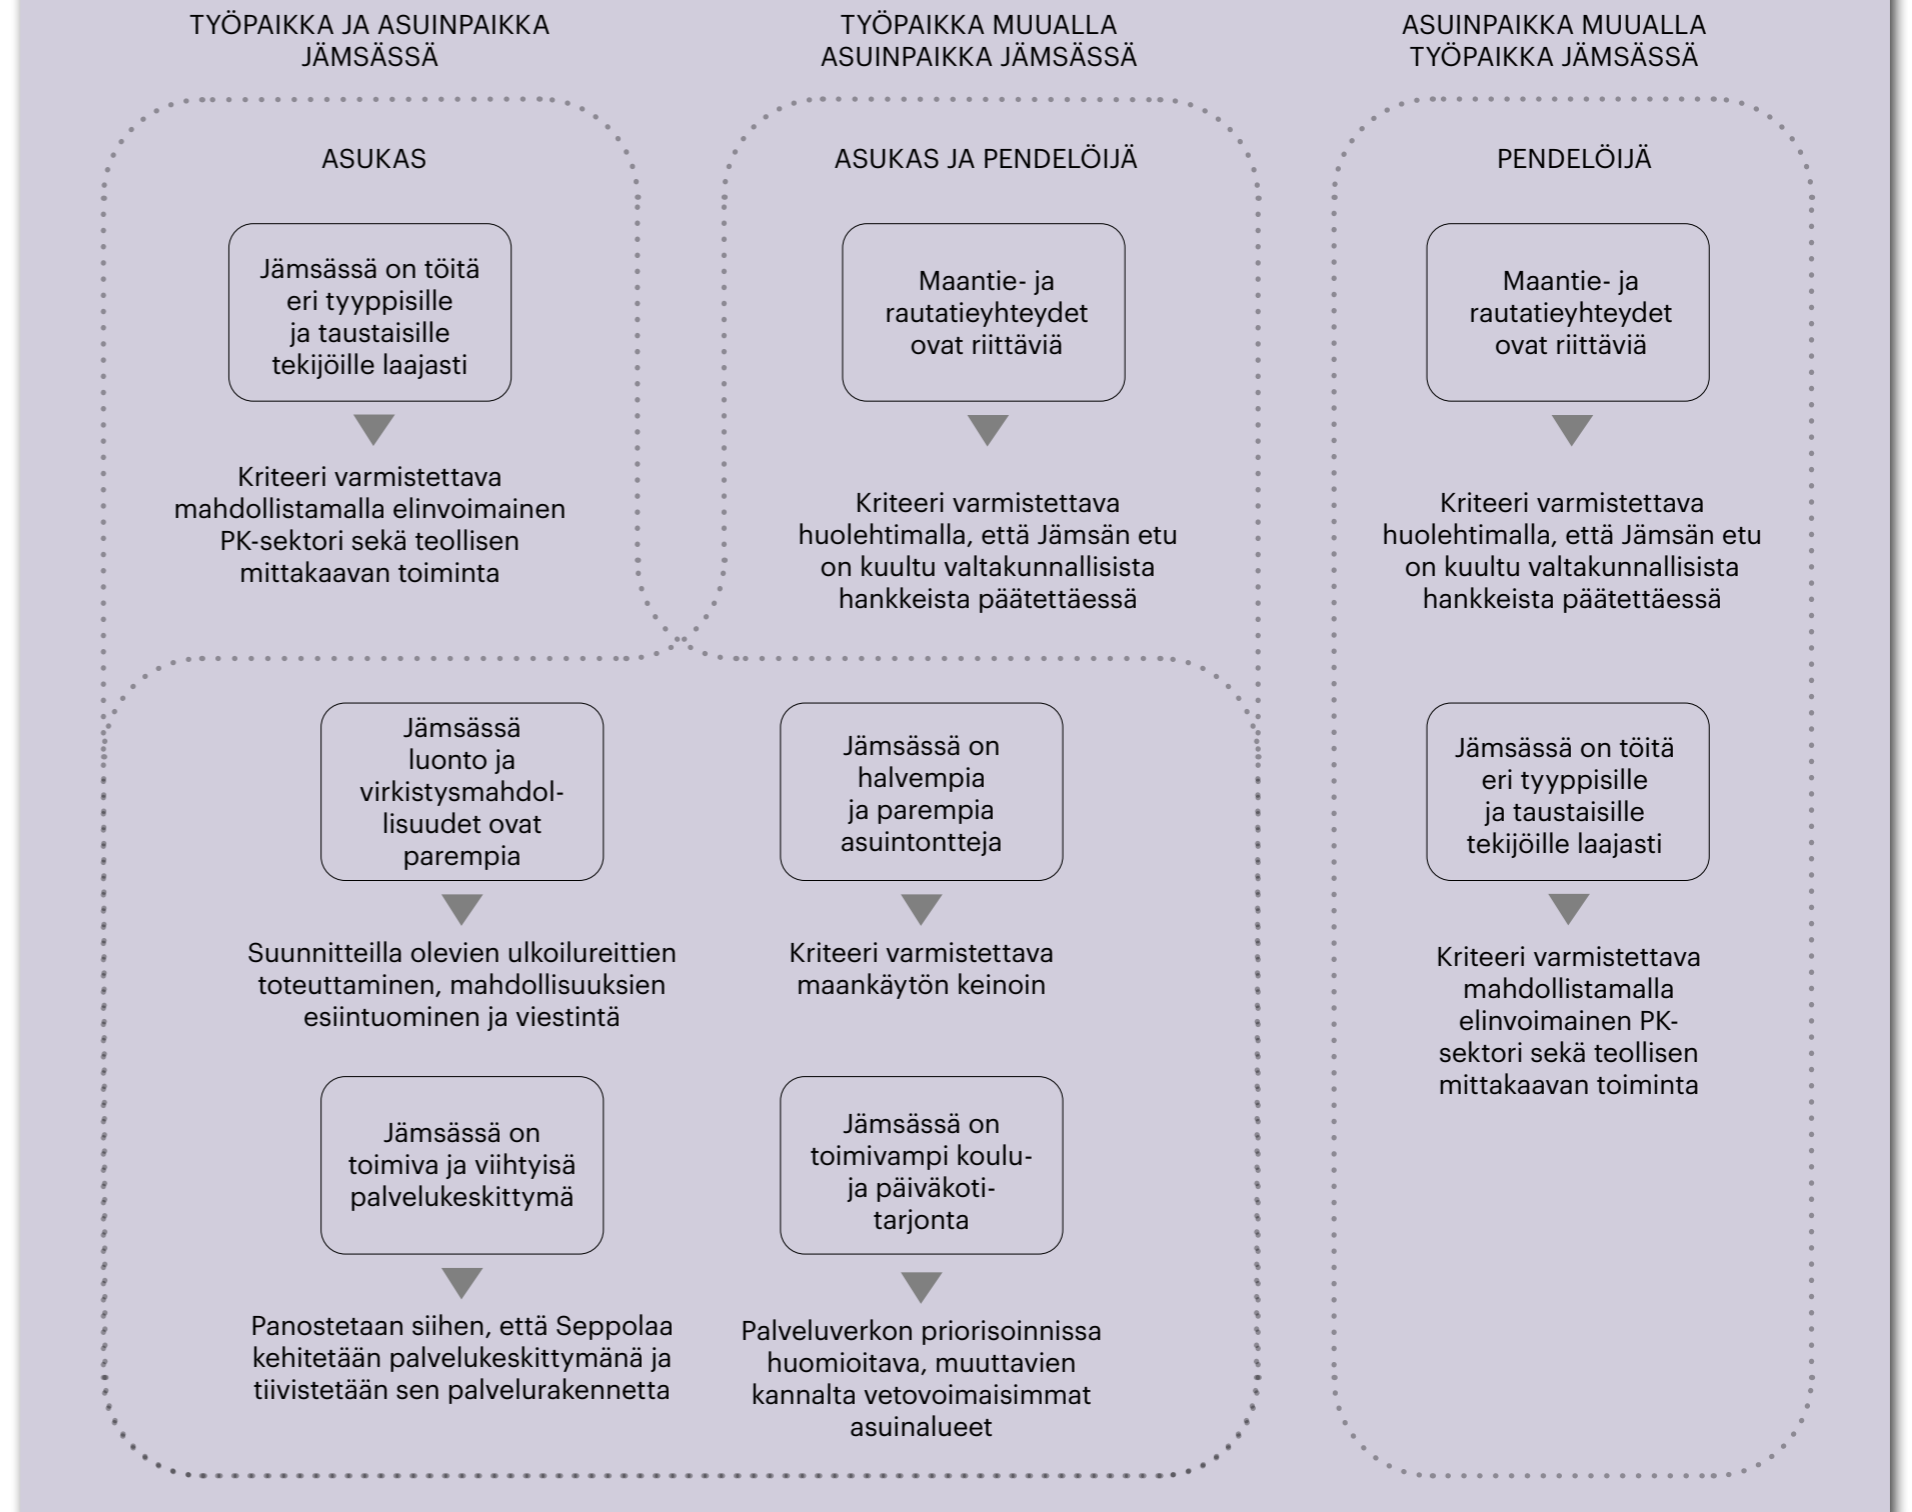 TYÖPAIKKA JA ASUINPAIKKA
JÄMSÄSSÄ
ASUKAS
Jämsässä on töitä
eri tyyppisille
ja taustaisille
tekijöille laajasti
Kriteeri varmistettava
mahdollistamalla elinvoimainen
PK-sektori sekä teollisen
mittakaavan toiminta
TYÖPAIKKA MUUALLA
ASUINPAIKKA JÄMSÄSSÄ
ASUKAS JA PENDELÖIJÄ
Maantie- ja
rautatieyhteydet
ovat riittäviä
Kriteeri varmistettava
huolehtimalla, että Jämsän etu
on kuultu valtakunnallisista
hankkeista päätettäessä
Jämsässä
luonto ja
virkistysmahdol-
lisuudet ovat
parempia
Suunnitteilla olevien ulkoilureittien
toteuttaminen, mahdollisuuksien
esiintuominen ja viestintä
Jämsässä on
halvempia
ja parempia
asuintontteja
Kriteeri varmistettava
maankäytön keinoin
Jämsässä on
toimiva ja viihtyisä
palvelukeskittymä
Panostetaan siihen, että Seppolaa
kehitetään palvelukeskittymänä ja
tiivistetään sen palvelurakennetta
Jämsässä on
toimivampi koulu-
ja päiväkoti-
tarjonta
Palveluverkon priorisoinnissa
huomioitava, muuttavien
kannalta vetovoimaisimmat
asuinalueet
ASUINPAIKKA MUUALLA
TYÖPAIKKA JÄMSÄSSÄ
PENDELÖIJÄ
Maantie- ja
rautatieyhteydet
ovat riittäviä
Kriteeri varmistettava
huolehtimalla, että Jämsän etu
on kuultu valtakunnallisista
hankkeista päätettäessä
Jämsässä on töitä
eri tyyppisille
ja taustaisille
tekijöille laajasti
Kriteeri varmistettava
mahdollistamalla
elinvoimainen PK-
sektori sekä teollisen
mittakaavan toiminta